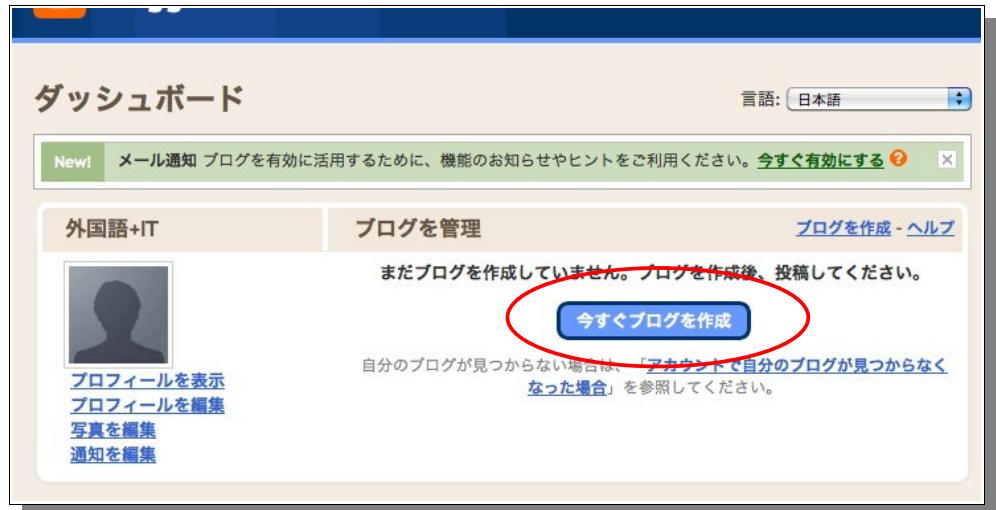 ダッシュボード
言語: 日本語
New! メール通知 ブログを有効に活用するために、機能のお知らせやヒントをご利用ください。今すぐ有効にする ?
外国語+IT
ブログを管理
ブログを作成 - ヘルプ
まだブログを作成していません。ブログを作成後、投稿してください。
今すぐブログを作成
自分のブログが見つからない場合は、「アカウントで自分のブログが見つからなく
なった場合」を参照してください。
プロフィールを表示
プロフィールを編集
写真を編集
通知を編集